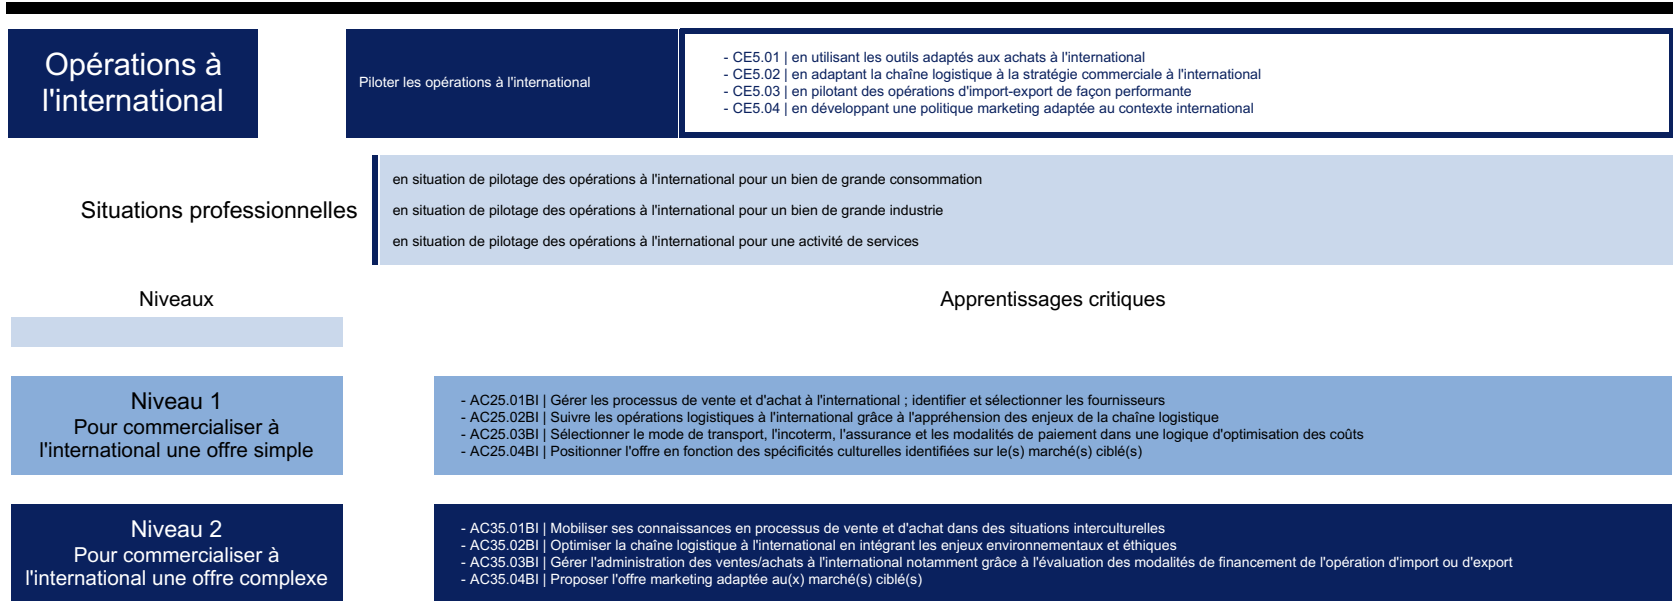 Opérations à
l'international
Piloter les opérations à l'international
- CE5.01 | en utilisant les outils adaptés aux achats à l'international
- CE5.02 | en adaptant la chaîne logistique à la stratégie commerciale à l'international
- CE5.03 | en pilotant des opérations d'import-export de façon performante
- CE5.04 | en développant une politique marketing adaptée au contexte international
Situations professionnelles
en situation de pilotage des opérations à l'international pour un bien de grande consommation
en situation de pilotage des opérations à l'international pour un bien de grande industrie
en situation de pilotage des opérations à l'international pour une activité de services
Niveaux
Apprentissages critiques
Niveau 1
Pour commercialiser à
l'international une offre simple
- AC25.01BI | Gérer les processus de vente et d'achat à l'international ; identifier et sélectionner les fournisseurs
- AC25.02BI | Suivre les opérations logistiques à l'international grâce à l'appréhension des enjeux de la chaîne logistique
- AC25.03BI | Sélectionner le mode de transport, l'incoterm, l'assurance et les modalités de paiement dans une logique d'optimisation des coûts
- AC25.04BI | Positionner l'offre en fonction des spécificités culturelles identifiées sur le(s) marché(s) ciblé(s)
Niveau 2
Pour commercialiser à
l'international une offre complexe
- AC35.01BI | Mobiliser ses connaissances en processus de vente et d'achat dans des situations interculturelles
- AC35.02BI | Optimiser la chaîne logistique à l'international en intégrant les enjeux environnementaux et éthiques
- AC35.03BI | Gérer l'administration des ventes/achats à l'international notamment grâce à l'évaluation des modalités de financement de l'opération d'import ou d'export
- AC35.04BI | Proposer l'offre marketing adaptée au(x) marché(s) ciblé(s)